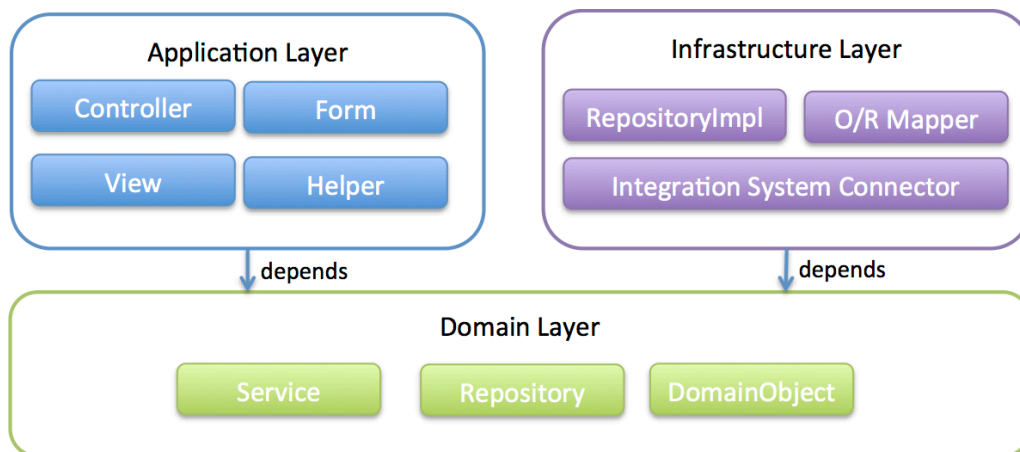 Application Layer
Controller
Form
View
Helper
depends
Infrastructure Layer
RepositoryImpl
O/R Mapper
Integration System Connector
depends
Domain Layer
Service
Repository
DomainObject